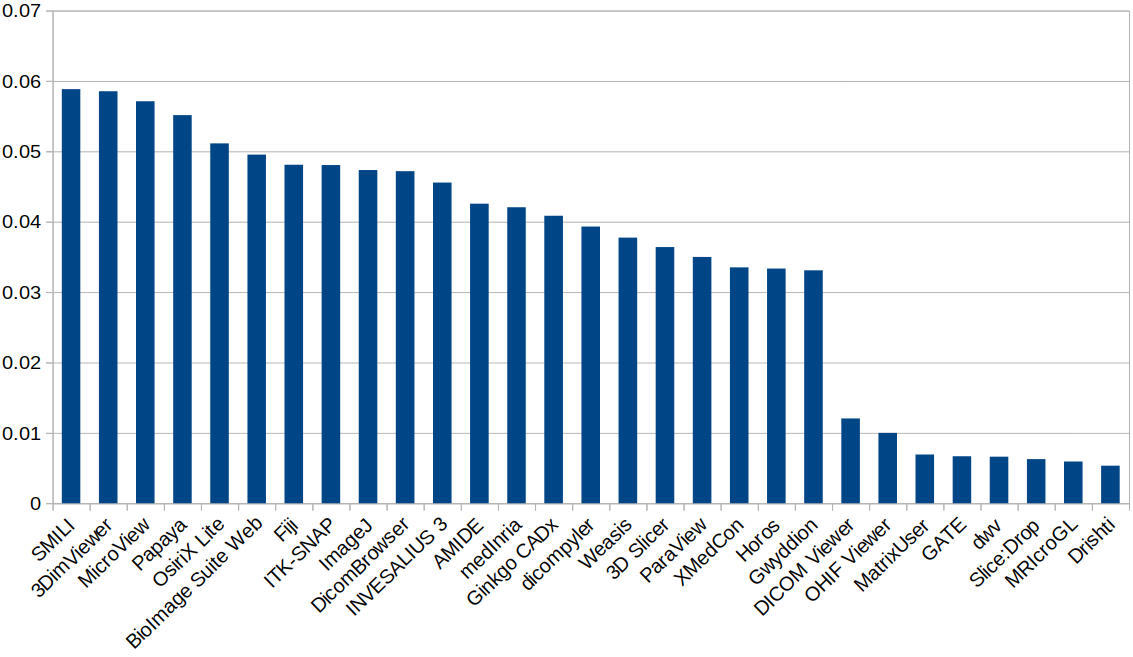 0.07
0.06
0.05
0.04
0.03
0.02
0.01
0
SMILI
3DimViewer
MicroView
Papaya
OsiriX Lite
BioImage Suite Web
Fiji
ITK-SNAP
ImageJ
DicomBrowser
INVESALIUS 3
AMIDE
medInria
Ginkgo CADx
dicompyler
Weasis
3D Slicer
ParaView
XMedCon
Horos
Gwyddion
DICOM Viewer
OHIF Viewer
MatrixUser
GATE
dwv
Slice:Drop
MRIcroGL
Drishti